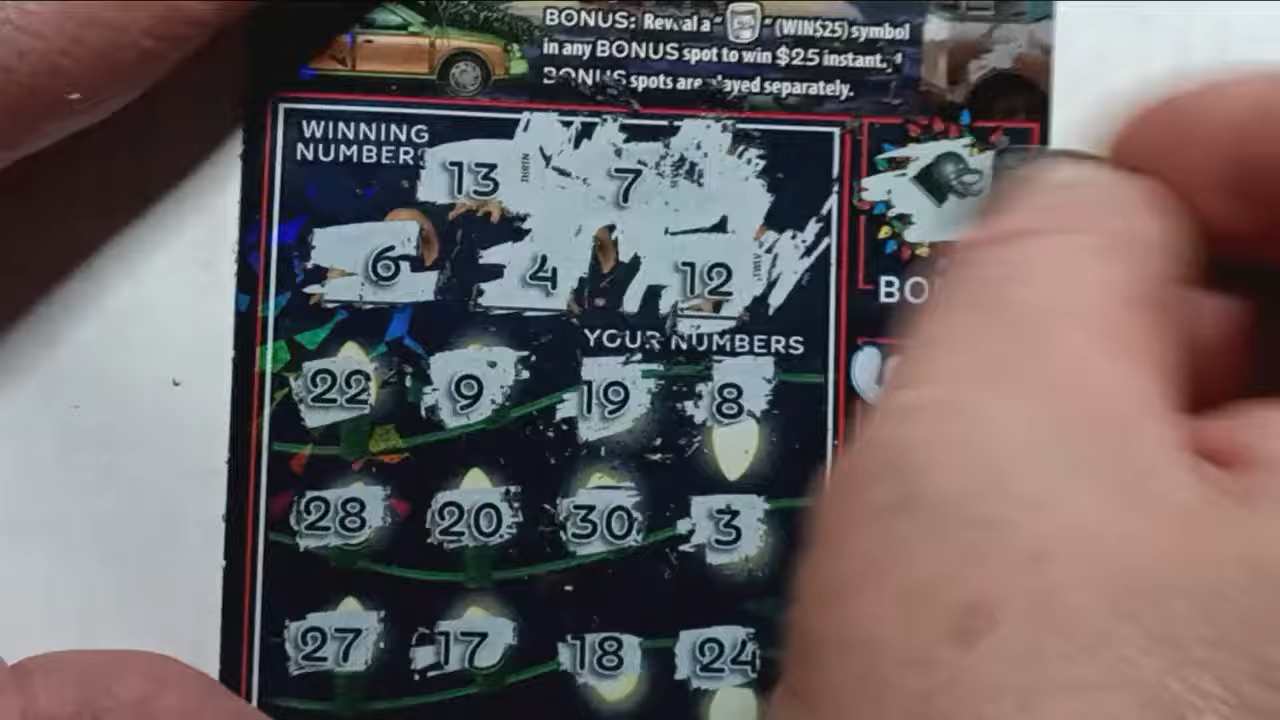 BONUS: Reveal a " " (WIN$25) symbol
in any BONUS spot to win $25 instantly!
BONUS spots are played separately.
WINNING
NUMBERS
13 7
6 4 12
YOUR NUMBERS
22 9 19 8
28 20 30 3
27 17 18 24